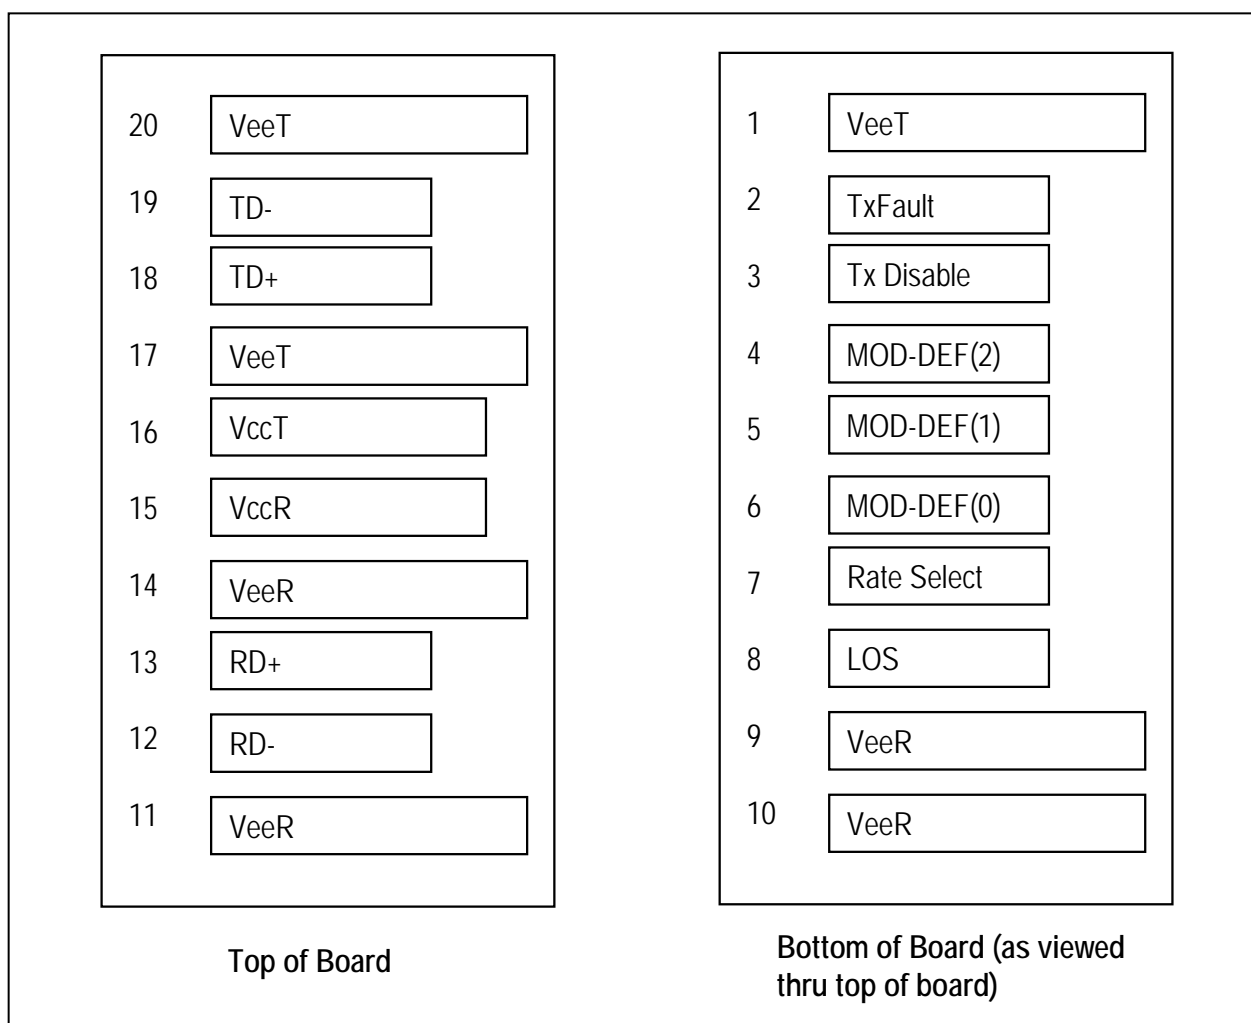 20 VeeT
19 TD-
18 TD+
17 VeeT
16 VccT
15 VccR
14 VeeR
13 RD+
12 RD-
11 VeeR
Top of Board
1 VeeT
2 TxFault
3 Tx Disable
4 MOD-DEF(2)
5 MOD-DEF(1)
6 MOD-DEF(0)
7 Rate Select
8 LOS
9 VeeR
10 VeeR
Bottom of Board (as viewed
thru top of board)